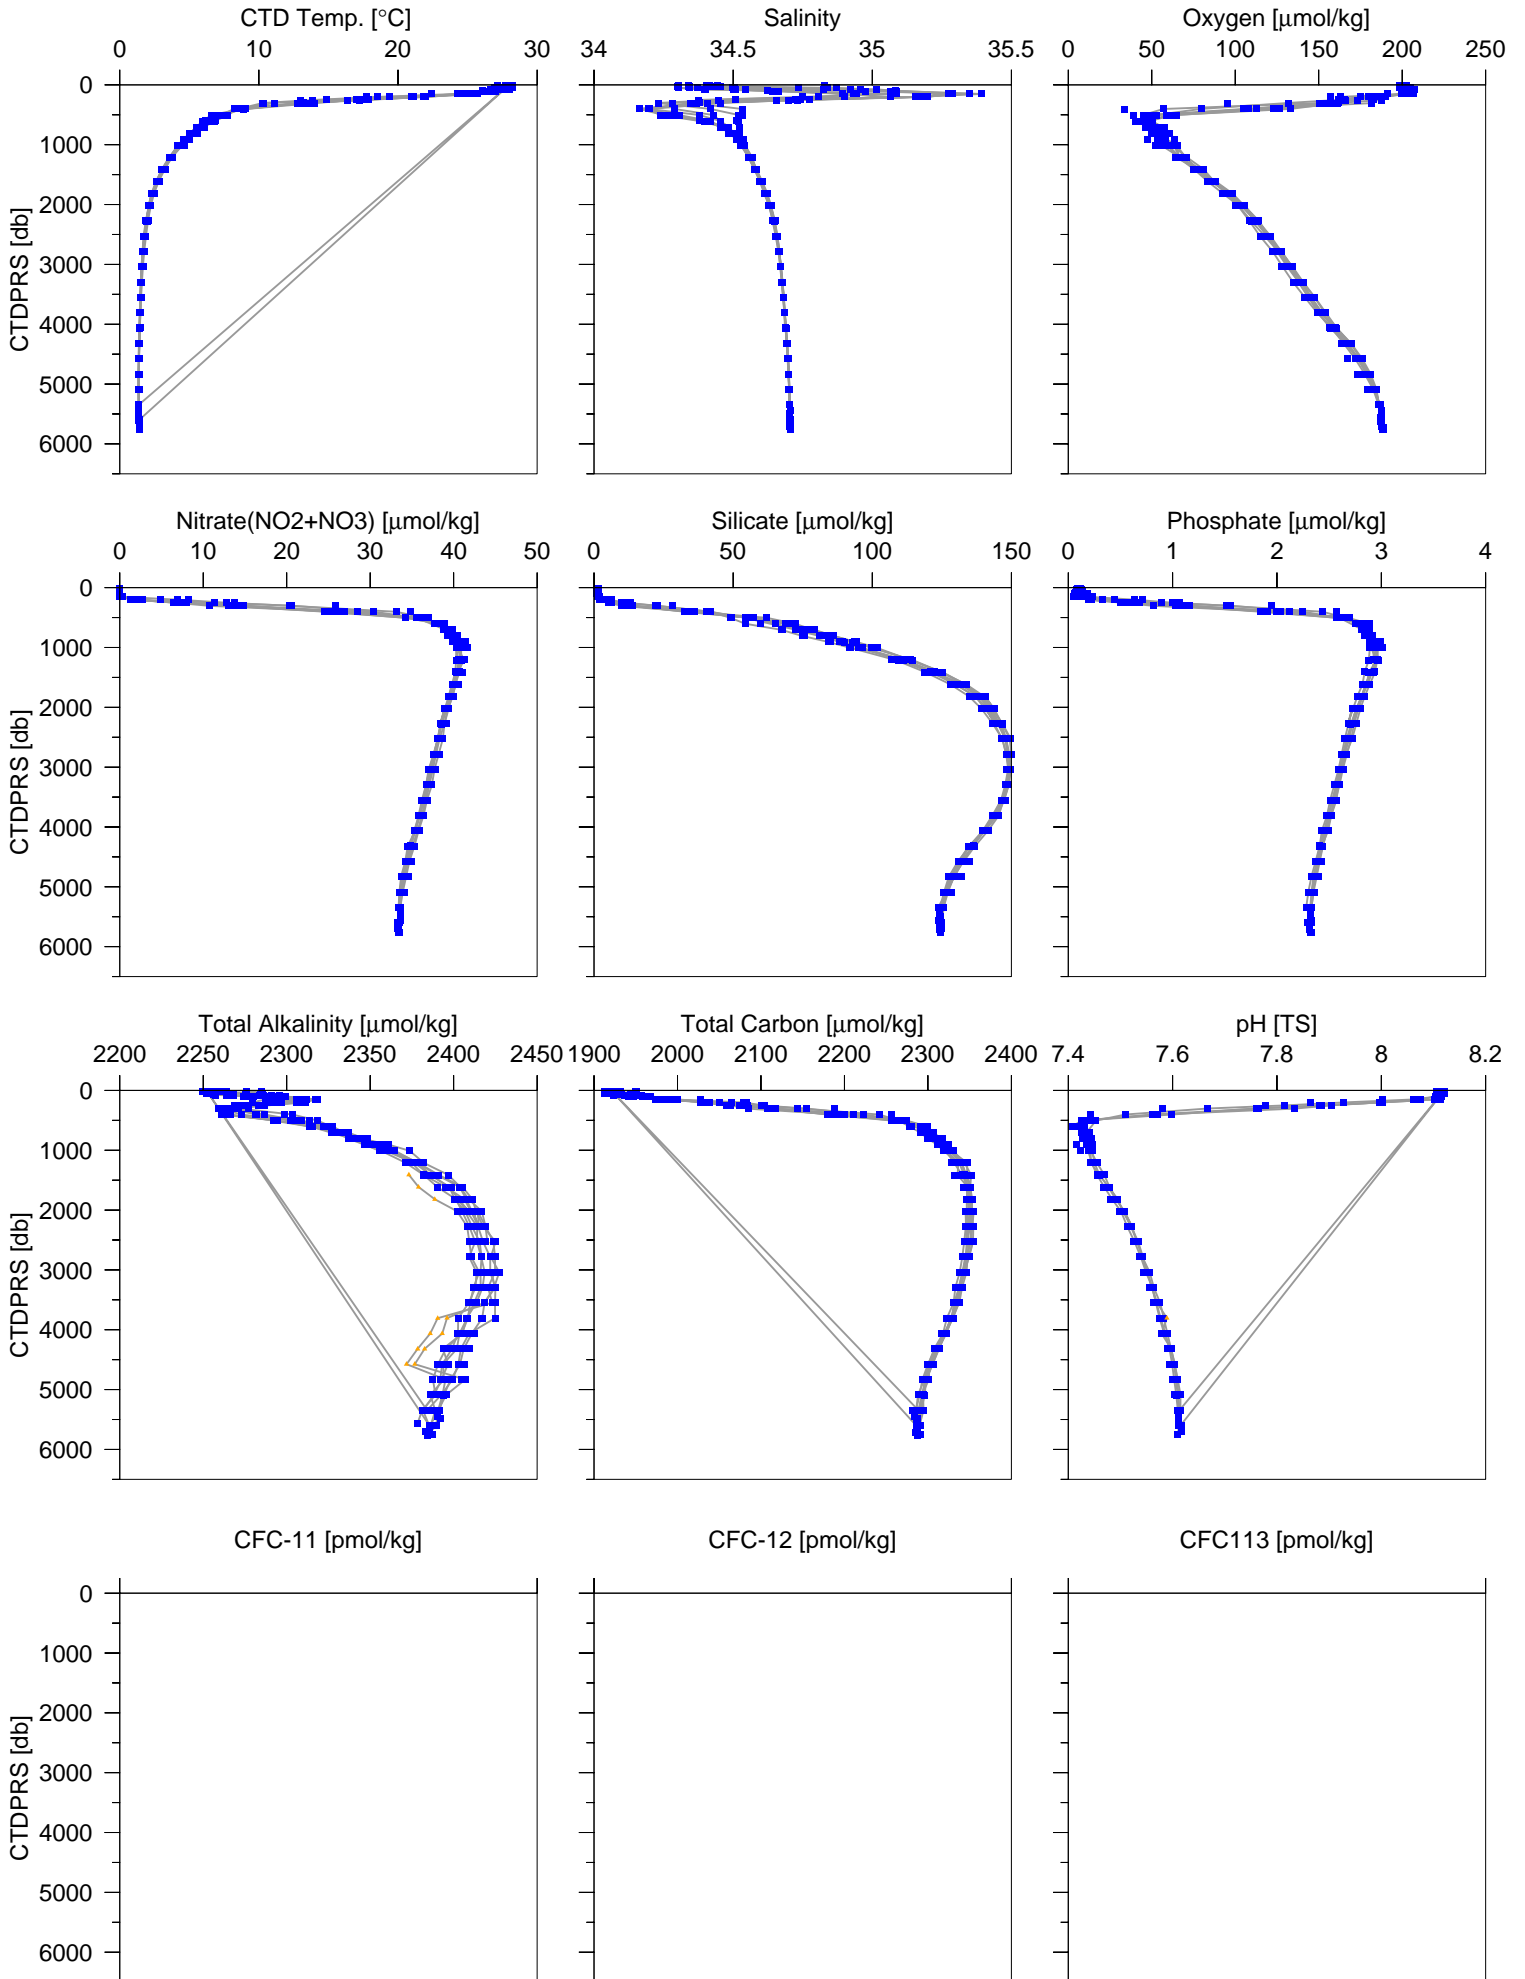 CTD Temp. [°C] Salinity Oxygen [µmol/kg]
0 10 20 30 34 34.5 35 35.5 0 50 100 150 200 250
0
1000
2000
3000
4000
5000
6000
CTDPRS [db]
Nitrate(NO2+NO3) [µmol/kg] Silicate [µmol/kg] Phosphate [µmol/kg]
0 10 20 30 40 50 0 50 100 150 0 1 2 3 4
0
1000
2000
3000
4000
5000
6000
CTDPRS [db]
Total Alkalinity [µmol/kg] Total Carbon [µmol/kg] pH [TS]
2200 2250 2300 2350 2400 2450 1900 2000 2100 2200 2300 2400 7.4 7.6 7.8 8 8.2
0
1000
2000
3000
4000
5000
6000
CTDPRS [db]
CFC-11 [pmol/kg] CFC-12 [pmol/kg] CFC113 [pmol/kg]
0
1000
2000
3000
4000
5000
6000
CTDPRS [db]